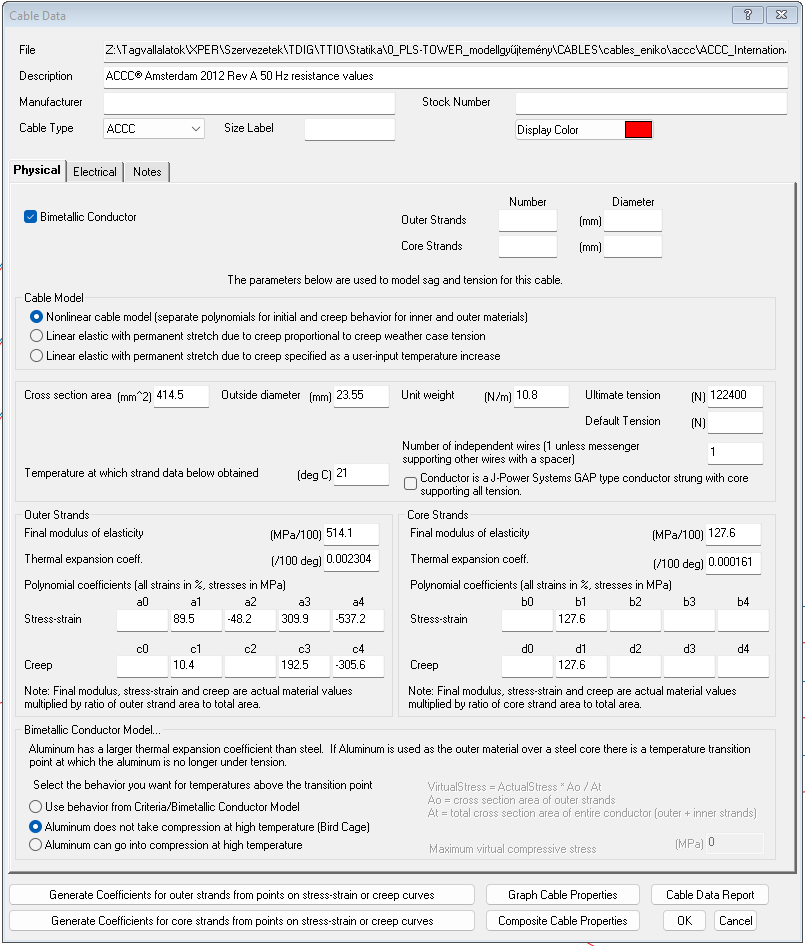 Cable Data
File Z:\Tagvallalatok\XPER\Szervezetek\TDIG\TTIO\Statika\0_PLS-TOWER_modellgyüjtemény\CABLES\cables_eniko\accc\ACCC_Internation
Description ACCC® Amsterdam 2012 Rev A 50 Hz resistance values
Manufacturer Stock Number
Cable Type ACCC Size Label Display Color
Physical Electrical Notes
Number Diameter
Bimetallic Conductor
Outer Strands (mm)
Core Strands (mm)
The parameters below are used to model sag and tension for this cable.
Cable Model
Nonlinear cable model (separate polynomials for initial and creep behavior for inner and outer materials)
Linear elastic with permanent stretch due to creep proportional to creep weather case tension
Linear elastic with permanent stretch due to creep specified as a user-input temperature increase
Cross section area (mm^2) 414.5 Outside diameter (mm) 23.55 Unit weight (N/m) 10.8 Ultimate tension (N) 122400
Default Tension (N)
Number of independent wires (1 unless messenger
supporting other wires with a spacer) 1
Temperature at which strand data below obtained (deg C) 21
Conductor is a J-Power Systems GAP type conductor strung with core
supporting all tension.
Outer Strands
Final modulus of elasticity (MPa/100) 514.1
Thermal expansion coeff. (/100 deg) 0.002304
Polynomial coefficients (all strains in %, stresses in MPa)
a0 a1 a2 a3 a4
Stress-strain 89.5 -48.2 309.9 -537.2
c0 c1 c2 c3 c4
Creep 10.4 192.5 -305.6
Note: Final modulus, stress-strain and creep are actual material values
multiplied by ratio of outer strand area to total area.
Core Strands
Final modulus of elasticity (MPa/100) 127.6
Thermal expansion coeff. (/100 deg) 0.000161
Polynomial coefficients (all strains in %, stresses in MPa)
b0 b1 b2 b3 b4
Stress-strain 127.6
d0 d1 d2 d3 d4
Creep 127.6
Note: Final modulus, stress-strain and creep are actual material values
multiplied by ratio of core strand area to total area.
Bimetallic Conductor Model...
Aluminum has a larger thermal expansion coefficient than steel. If Aluminum is used as the outer material over a steel core there is a temperature transition
point at which the aluminum is no longer under tension.
Select the behavior you want for temperatures above the transition point
Use behavior from Criteria/Bimetallic Conductor Model
Aluminum does not take compression at high temperature (Bird Cage)
Aluminum can go into compression at high temperature
VirtualStress = ActualStress * Ao / At
Ao = cross section area of outer strands
At = total cross section area of entire conductor (outer + inner strands)
Maximum virtual compressive stress (MPa) 0
Generate Coefficients for outer strands from points on stress-strain or creep curves Graph Cable Properties Cable Data Report
Generate Coefficients for core strands from points on stress-strain or creep curves Composite Cable Properties OK Cancel